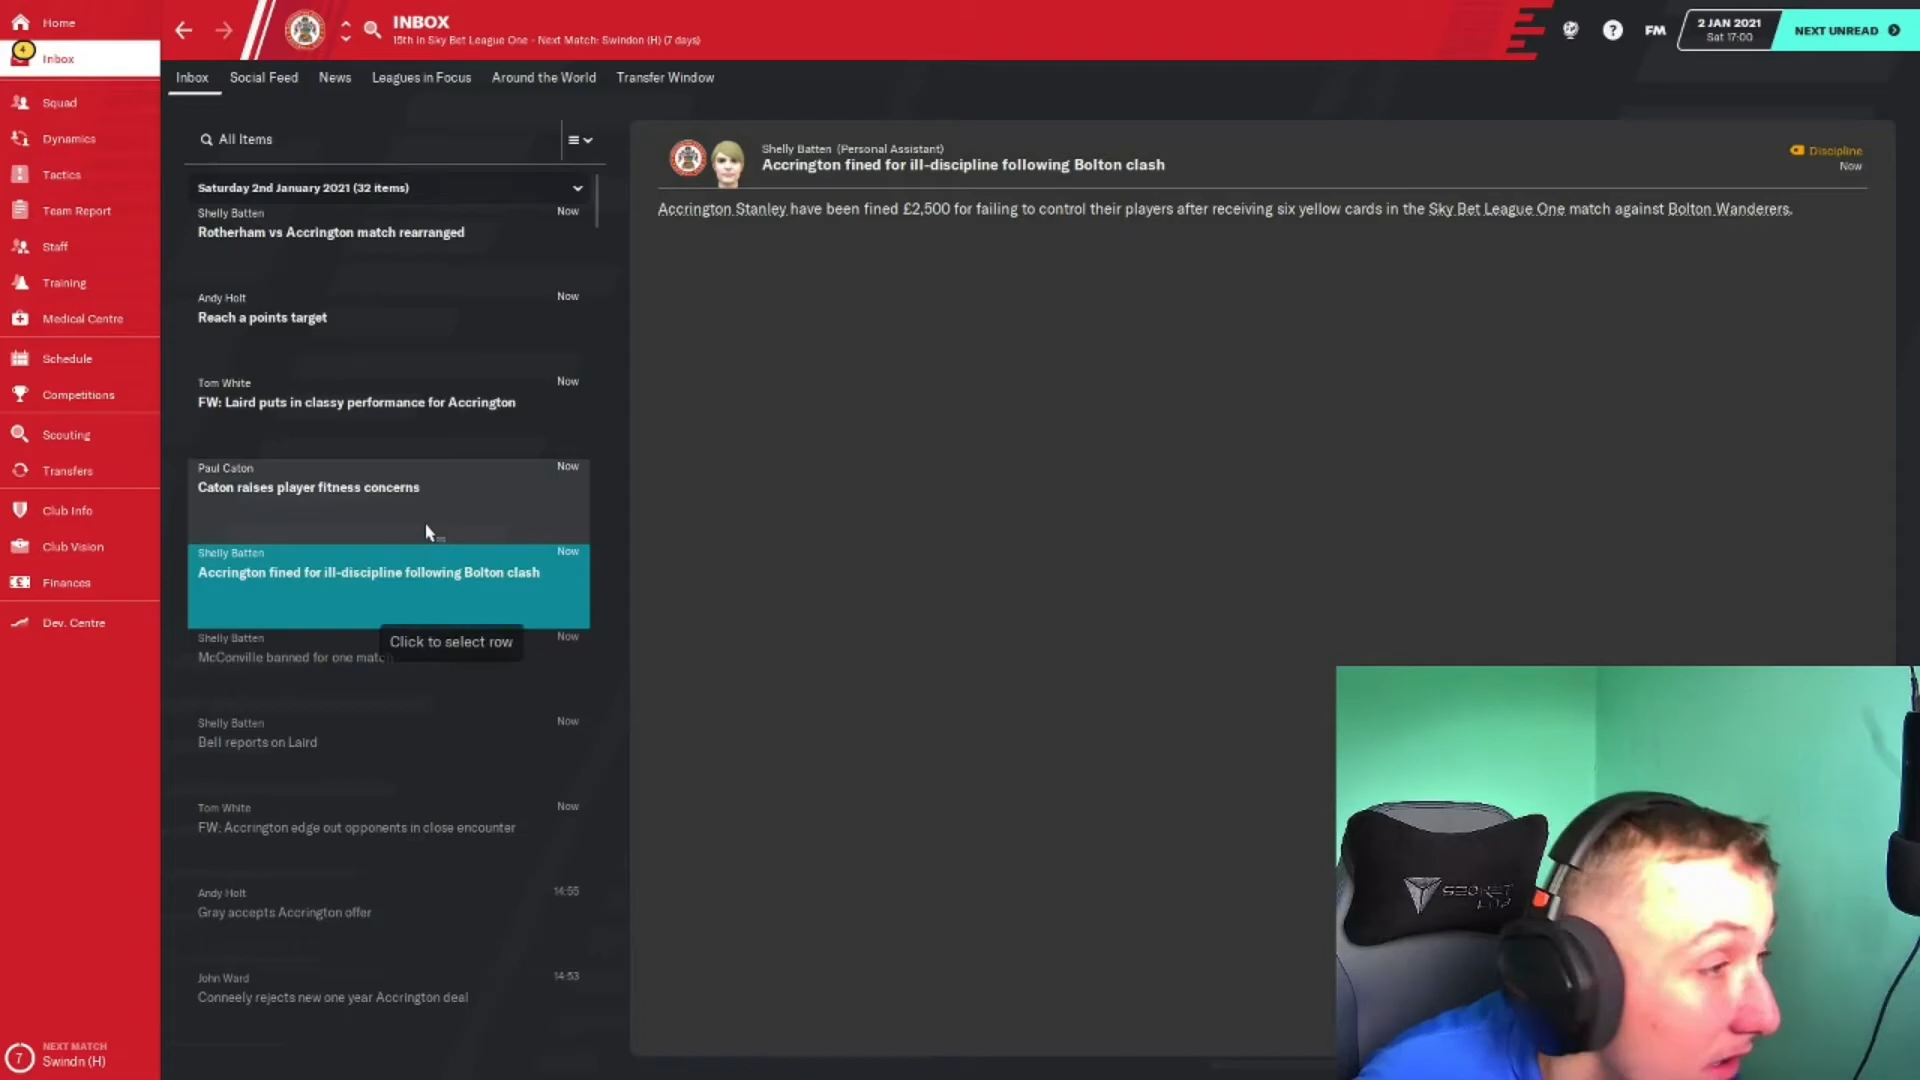 Home
4
Inbox
Squad
Dynamics
Tactics
Team Report
Staff
Training
Medical Centre
Schedule
Competitions
Scouting
Transfers
Club Info
Club Vision
Finances
Dev. Centre
7
NEXT MATCH
Swindn (H)
INBOX
15th in Sky Bet League One - Next Match: Swindon (H) (7 days)
FM
2 JAN 2021
Sat 17:00
NEXT UNREAD
Inbox Social Feed News Leagues in Focus Around the World Transfer Window
All Items
Saturday 2nd January 2021 (32 items)
Shelly Batten Now
Rotherham vs Accrington match rearranged
Andy Holt Now
Reach a points target
Tom White Now
FW: Laird puts in classy performance for Accrington
Paul Caton Now
Caton raises player fitness concerns
Shelly Batten Now
Accrington fined for ill-discipline following Bolton clash
Click to select row
Shelly Batten Now
McConville banned for one matc
Shelly Batten Now
Bell reports on Laird
Tom White Now
FW: Accrington edge out opponents in close encounter
Andy Holt 14:55
Gray accepts Accrington offer
John Ward 14:53
Conneely rejects new one year Accrington deal
Shelly Batten (Personal Assistant)
Accrington fined for ill-discipline following Bolton clash
Discipline
Now
Accrington Stanley have been fined £2,500 for failing to control their players after receiving six yellow cards in the Sky Bet League One match against Bolton Wanderers.